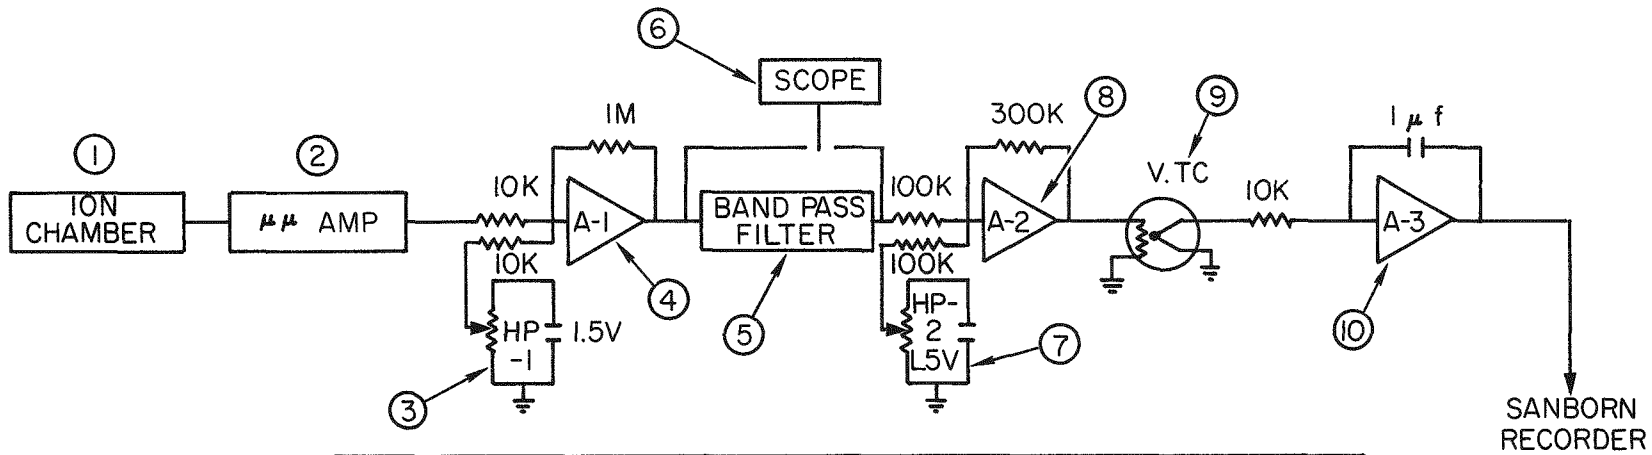 6
SCOPE
1
ION
CHAMBER
2
μμ AMP
10K
10K
1M
A-1
HP
-1
1.5V
3
4
BAND PASS
FILTER
5
100K
100K
300K
A-2
8
HP-
2
1.5V
7
9
V. TC
10K
1 μ f
A-3
10
SANBORN
RECORDER